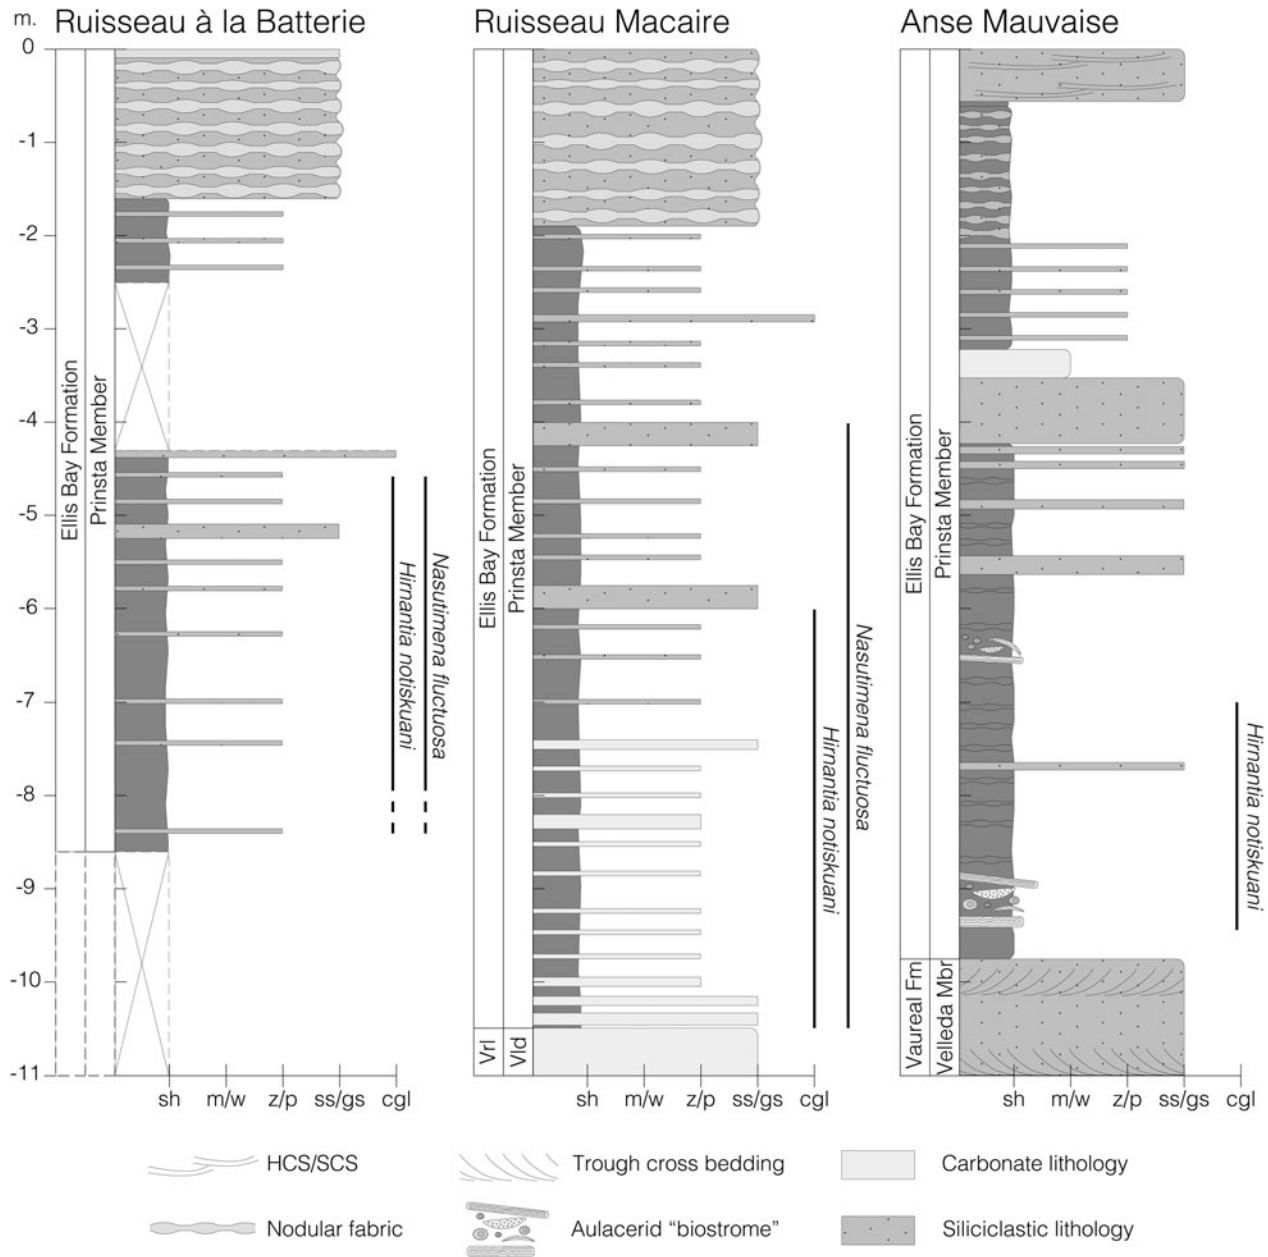 m.
Ruisseau à la Batterie
Ruisseau Macaire
Anse Mauvaise
0
-1
-2
-3
-4
-5
-6
-7
-8
-9
-10
-11
Ellis Bay Formation
Prinsta Member
Hirnantia notiskuani
Nasutimena fluctuosa
sh
m/w
z/p
ss/gs
cgl
Ellis Bay Formation
Prinsta Member
Vrl
Vld
Hirnantia notiskuani
Nasutimena fluctuosa
sh
m/w
z/p
ss/gs
cgl
Ellis Bay Formation
Prinsta Member
Vaureal Fm
Velleda Mbr
Hirnantia notiskuani
sh
m/w
z/p
ss/gs
cgl
HCS/SCS
Trough cross bedding
Carbonate lithology
Nodular fabric
Aulacerid "biostrome"
Siliciclastic lithology